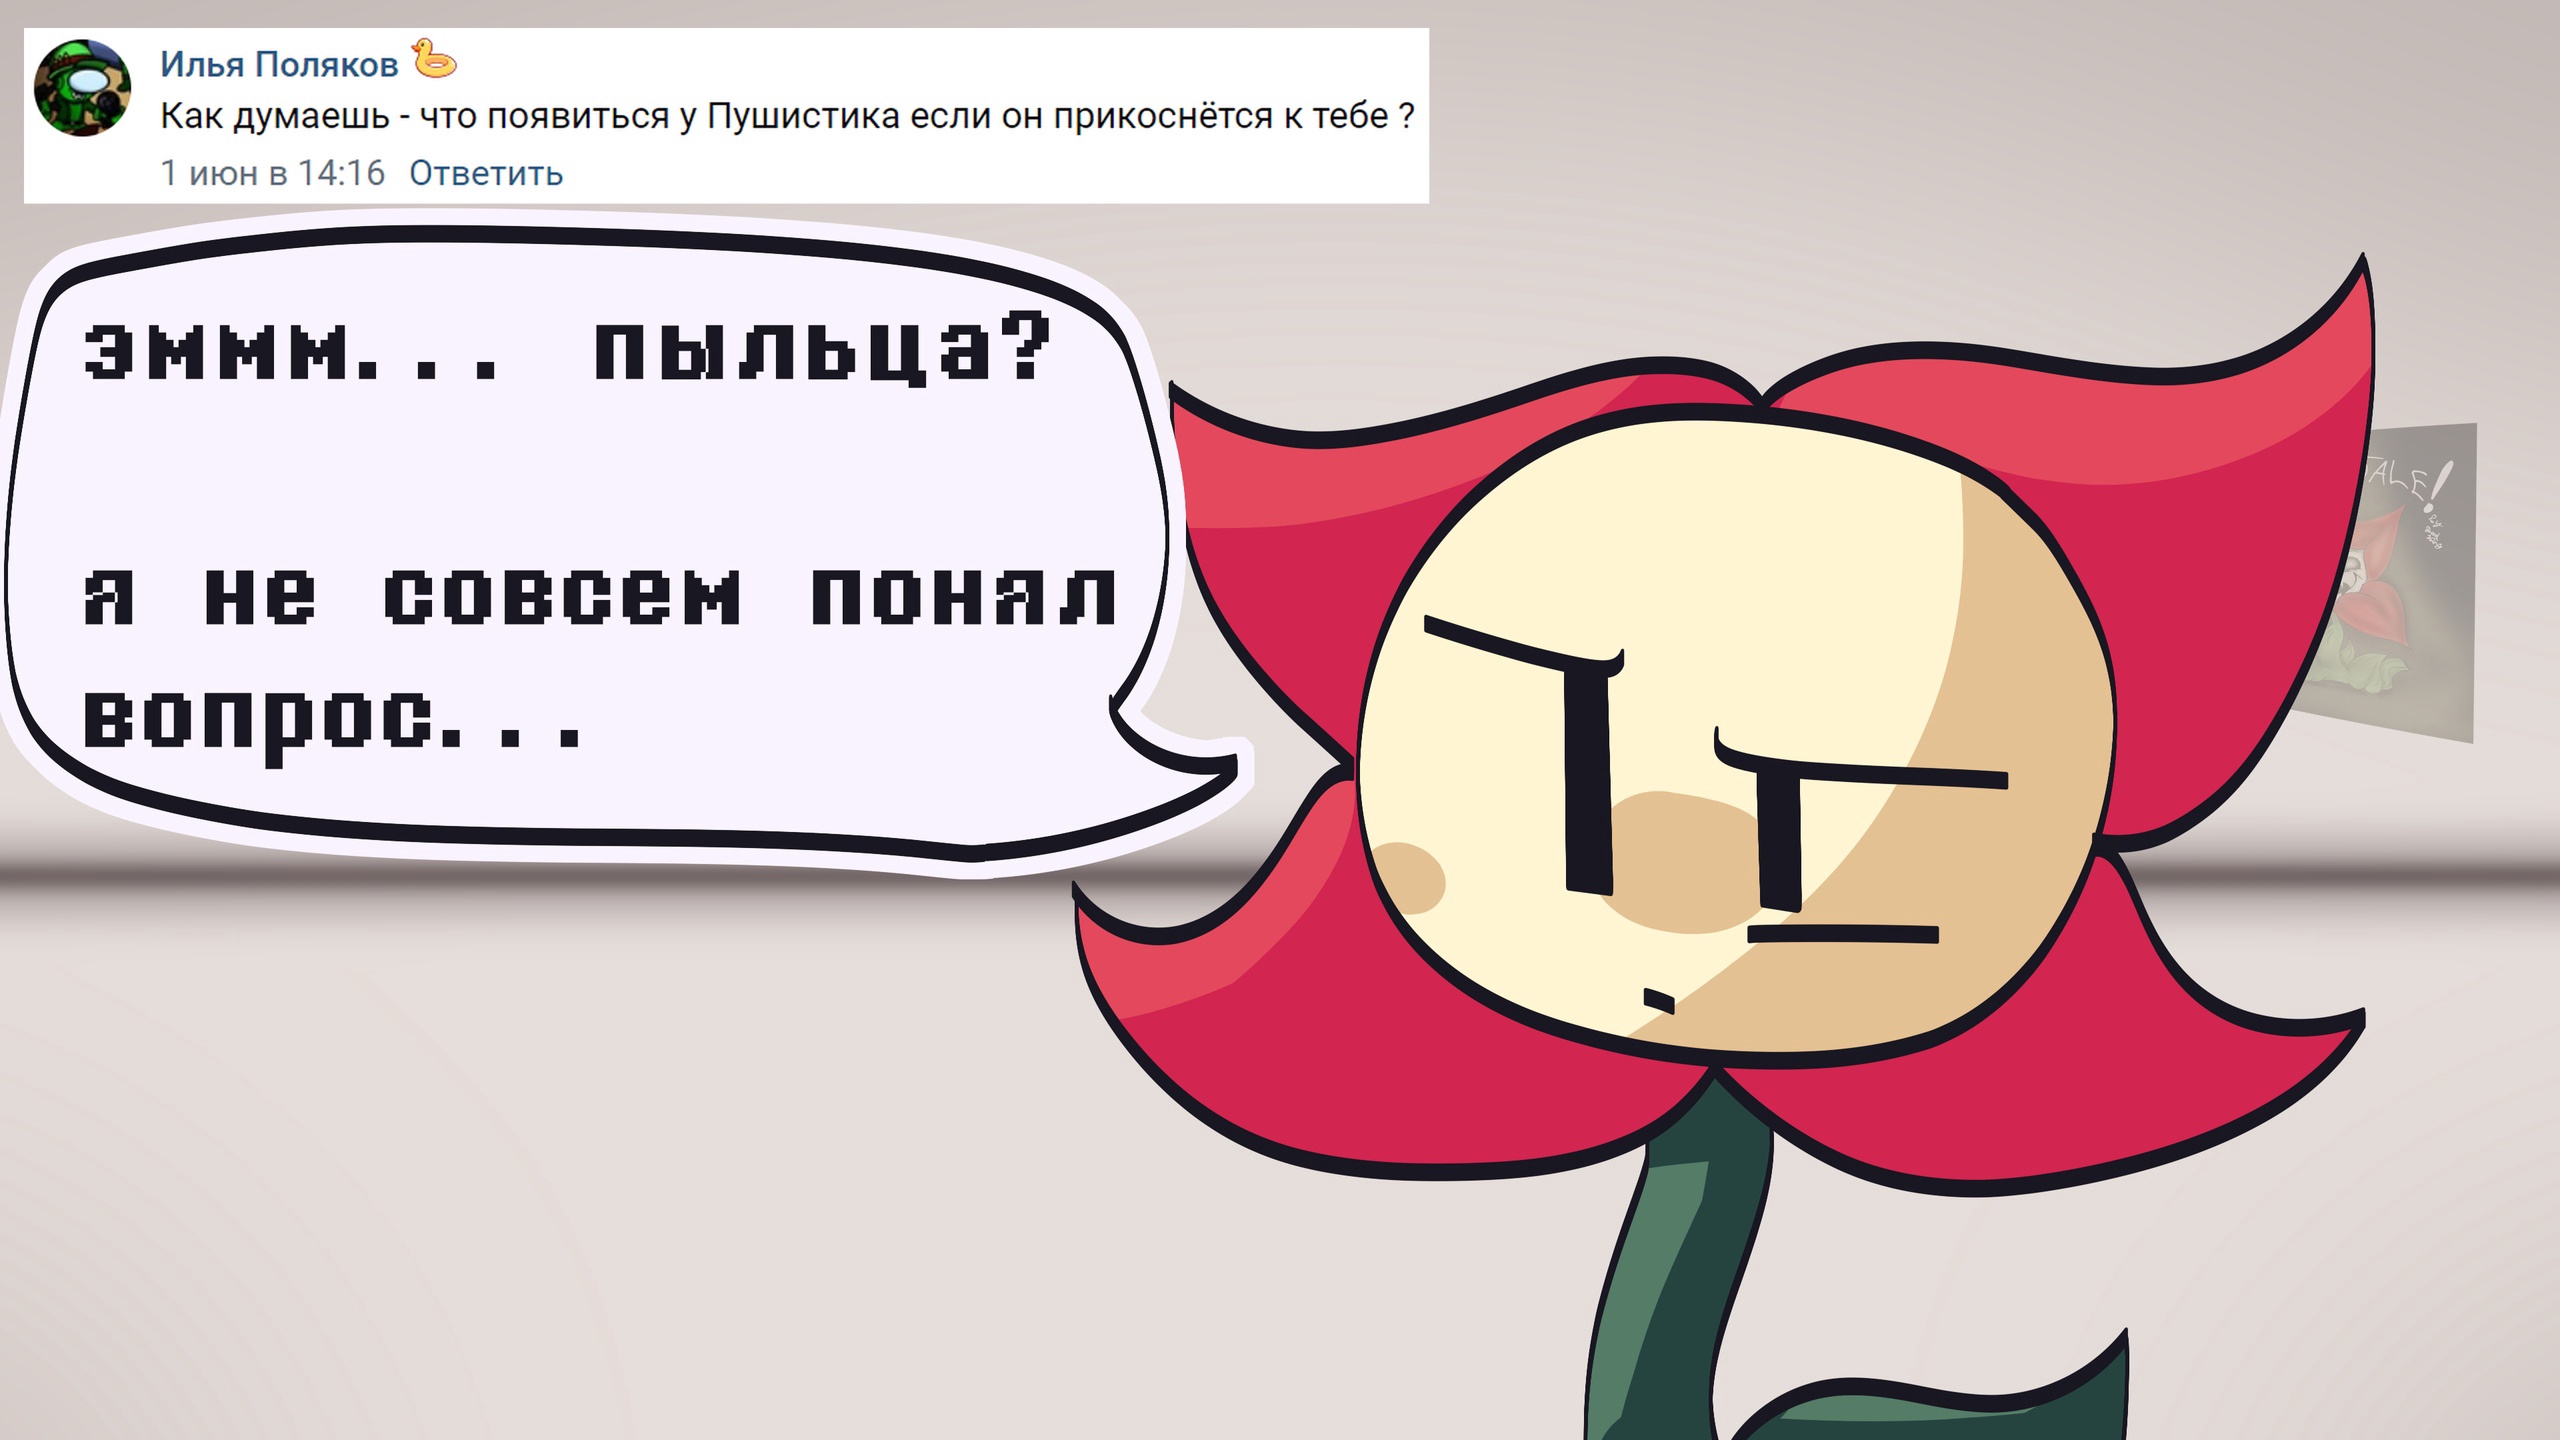 Илья Поляков
Как думаешь - что появиться у Пушистика если он прикоснётся к тебе ?
1 июн в 14:16 Ответить
эммм... пыльца?
я не совсем понял
вопрос...
TALE!